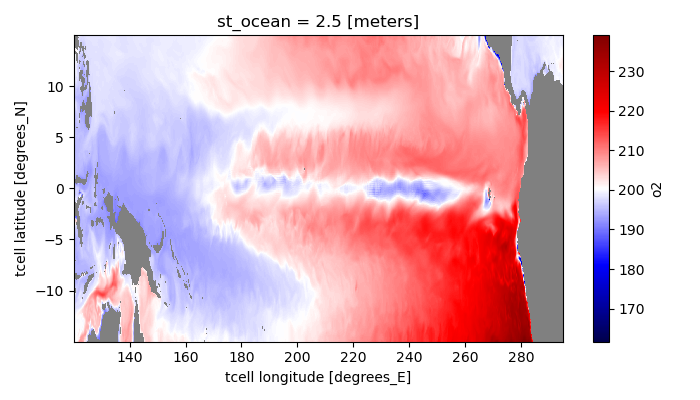 st_ocean = 2.5 [meters]
10
5
0
−5
−10
tcell latitude [degrees_N]
140 160 180 200 220 240 260 280
tcell longitude [degrees_E]
230
220
210
200
190
180
170
o2